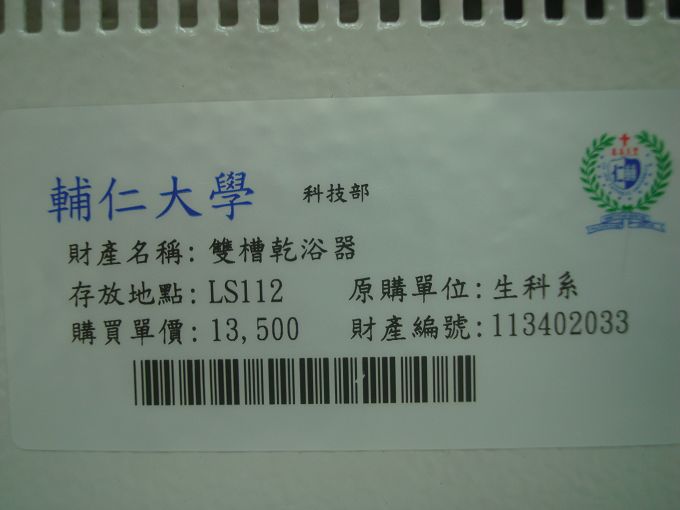 輔仁大學 科技部
財產名稱: 雙槽乾浴器
存放地點: LS112 原購單位: 生科系
購買單價: 13,500 財產編號: 113402033